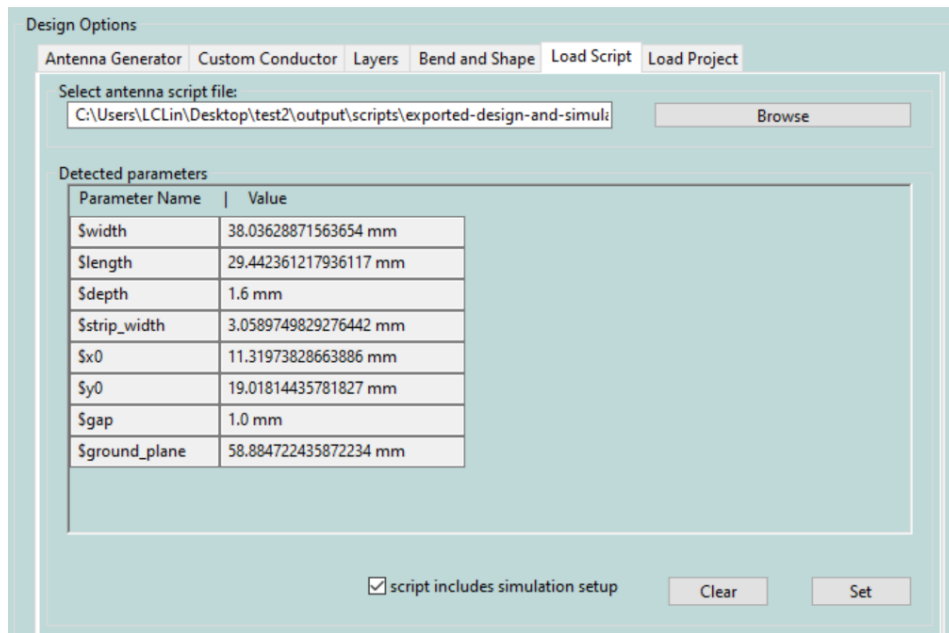 Design Options
Antenna Generator Custom Conductor Layers Bend and Shape Load Script Load Project
Select antenna script file:
C:\Users\LCLin\Desktop\test2\output\scripts\exported-design-and-simula Browse
Detected parameters
Parameter Name | Value
$width 38.03628871563654 mm
$length 29.442361217936117 mm
$depth 1.6 mm
$strip_width 3.0589749829276442 mm
$x0 11.31973828663886 mm
$y0 19.01814435781827 mm
$gap 1.0 mm
$ground_plane 58.884722435872234 mm
script includes simulation setup Clear Set